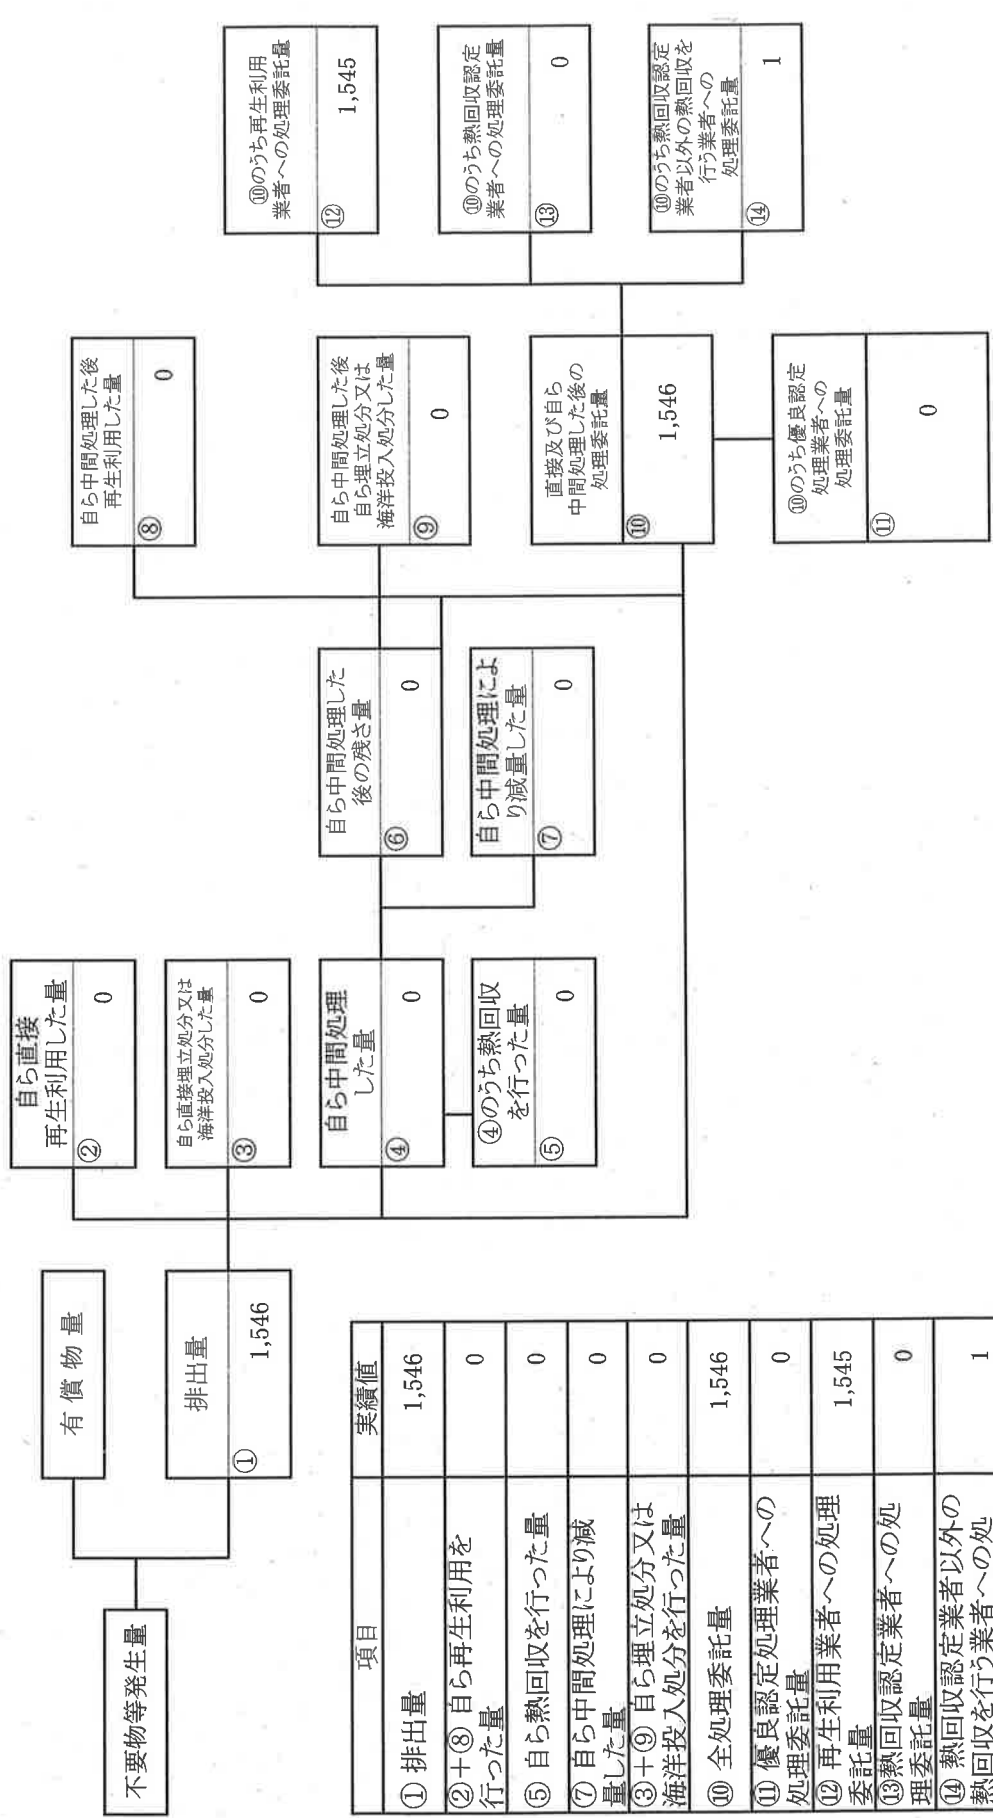 不要物等発生量
有償物量
排出量
① 1,546
自ら直接
再生利用した量
② 0
自ら直接埋立処分又は
海洋投入処分した量
③ 0
自ら中間処理
した量
④ 0
④のうち熱回収
を行った量
⑤ 0
自ら中間処理した
後の残さ量
⑥ 0
自ら中間処理によ
り減量した量
⑦ 0
自ら中間処理した後
再生利用した量
⑧ 0
自ら中間処理した後
自ら埋立処分又は
海洋投入処分した量
⑨ 0
直接及び自ら
中間処理した後の
処理委託量
⑩ 1,546
⑩のうち優良認定
処理業者への
処理委託量
⑪ 0
⑩のうち再生利用
業者への処理委託量
⑫ 1,545
⑩のうち熱回収認定
業者への処理委託量
⑬ 0
⑩のうち熱回収認定
業者以外の熱回収を
行う業者への
処理委託量
⑭ 1
項目 実績値
① 排出量 1,546
②+⑧ 自ら再生利用を
行った量 0
⑤ 自ら熱回収を行った量 0
⑦ 自ら中間処理により減
量した量 0
③+⑨ 自ら埋立処分又は
海洋投入処分を行った量 0
⑩ 全処理委託量 1,546
⑪ 優良認定処理業者への
処理委託量 0
⑫ 再生利用業者への処理
委託量 1,545
⑬熱回収認定業者への処
理委託量 0
⑭ 熱回収認定業者以外の
熱回収を行う業者への処 1